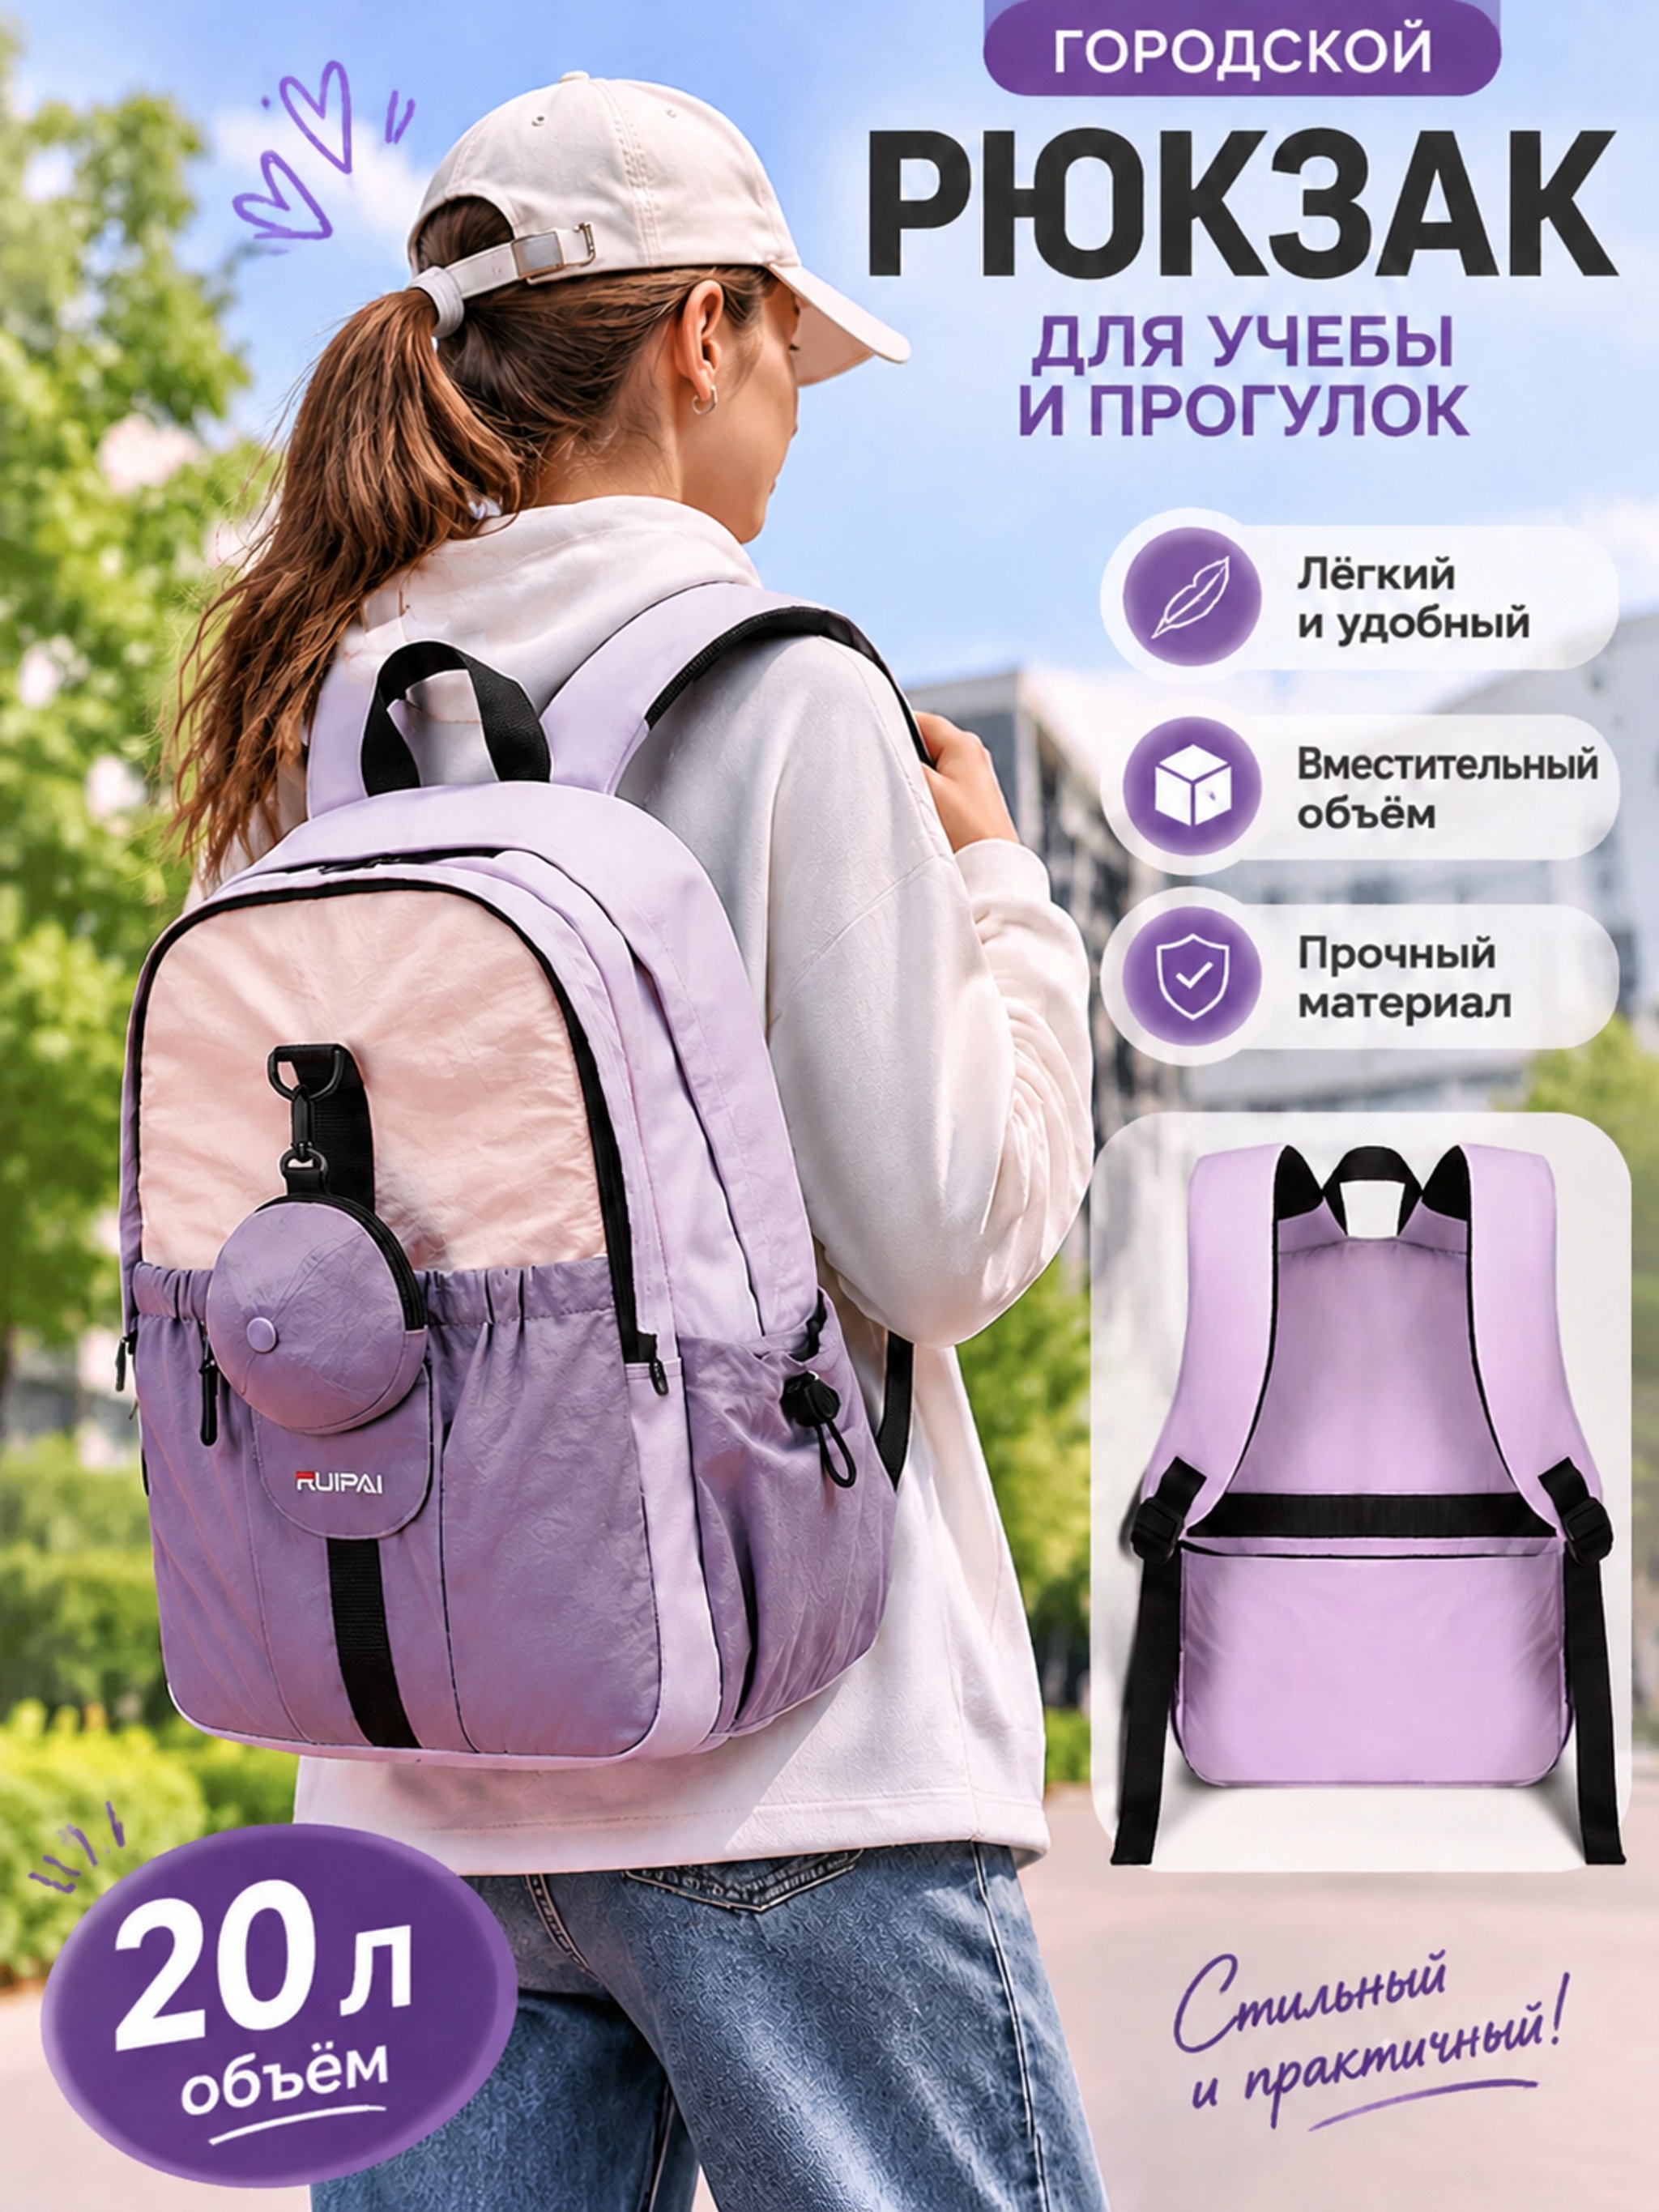 ГОРОДСКОЙ
РЮКЗАК
ДЛЯ УЧЕБЫ
И ПРОГУЛОК
Лёгкий
и удобный
Вместительный
объём
Прочный
материал
RUIPAI
20 л
объём
Стильный
и практичный!